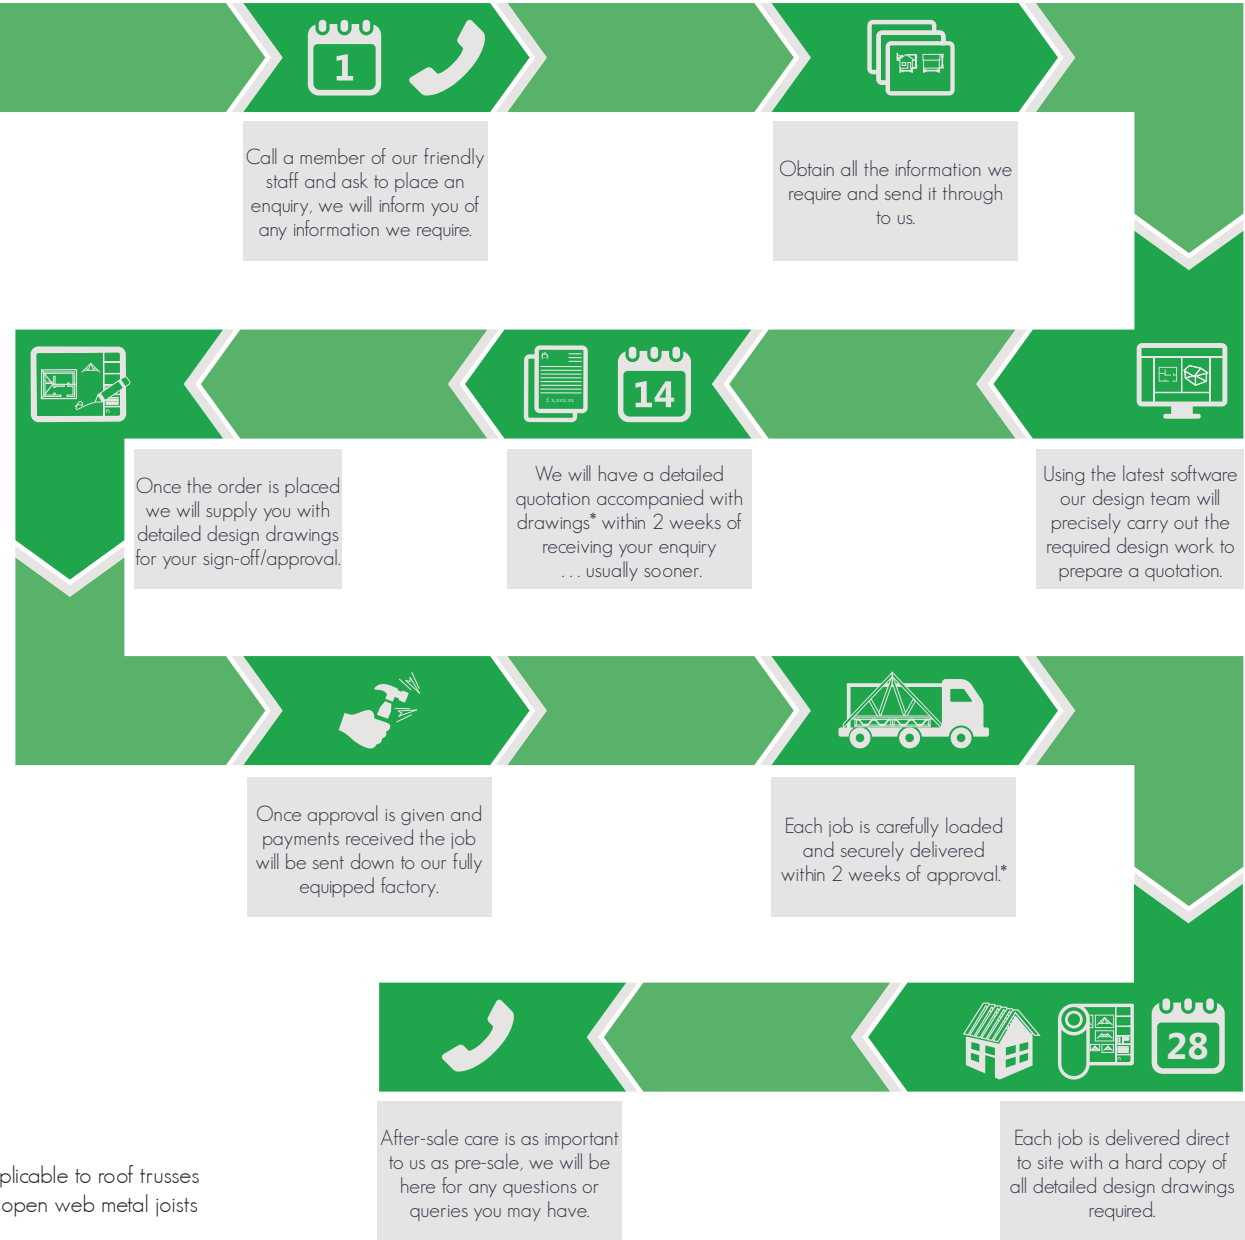 1
Call a member of our friendly
staff and ask to place an
enquiry, we will inform you of
any information we require.
Obtain all the information we
require and send it through
to us.
Using the latest software
our design team will
precisely carry out the
required design work to
prepare a quotation.
14
We will have a detailed
quotation accompanied with
drawings* within 2 weeks of
receiving your enquiry
... usually sooner.
Once the order is placed
we will supply you with
detailed design drawings
for your sign-off/approval.
Once approval is given and
payments received the job
will be sent down to our fully
equipped factory.
Each job is carefully loaded
and securely delivered
within 2 weeks of approval.*
28
Each job is delivered direct
to site with a hard copy of
all detailed design drawings
required.
After-sale care is as important
to us as pre-sale, we will be
here for any questions or
queries you may have.
plicable to roof trusses
open web metal joists